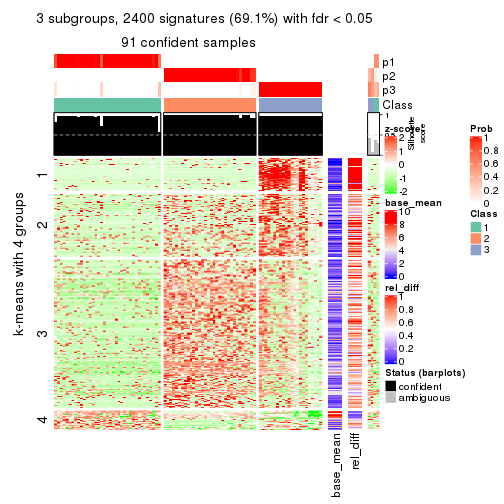 3 subgroups, 2400 signatures (69.1%) with fdr < 0.05
91 confident samples
p1
p2
p3
Class
1
0.5
0
Silhouette
score
k-means with 4 groups
1
2
3
4
base_mean
rel_diff
z-score
2
1
0
-1
-2
base_mean
10
8
6
4
2
0
rel_diff
1
0.8
0.6
0.4
0.2
0
Status (barplots)
confident
ambiguous
Prob
1
0.8
0.6
0.4
0.2
0
Class
1
2
3